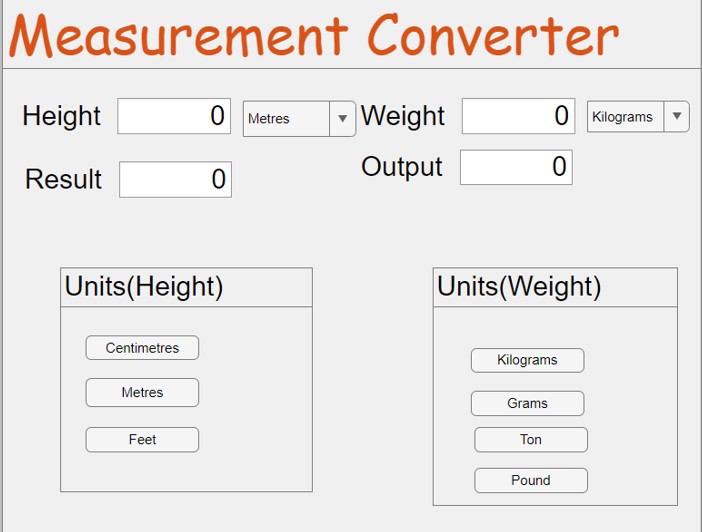 Measurement Converter
Height 0 Metres Weight 0 Kilograms
Result 0 Output 0
Units(Height)
Centimetres
Metres
Feet
Units(Weight)
Kilograms
Grams
Ton
Pound